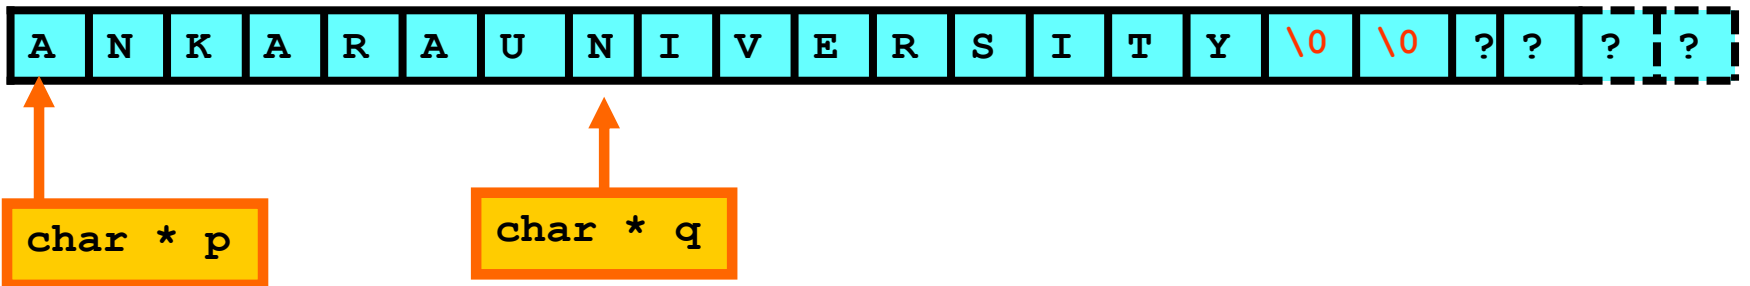 A N K A R A U N I V E R S I T Y \0 \0 ? ? ? ?
char * p
char * q